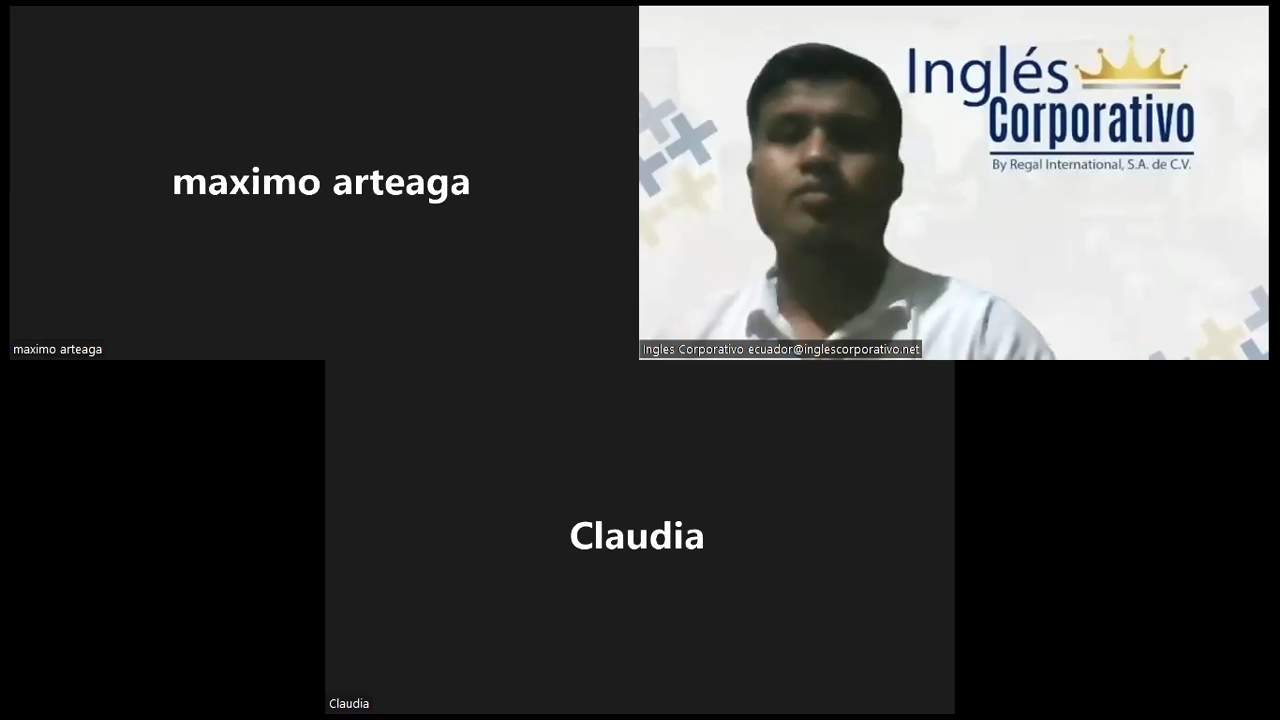 maximo arteaga
maximo arteaga
Inglés
Corporativo
By Regal International, S.A. de C.V.
Ingles Corporativo ecuador@inglescorporativo.net
Claudia
Claudia